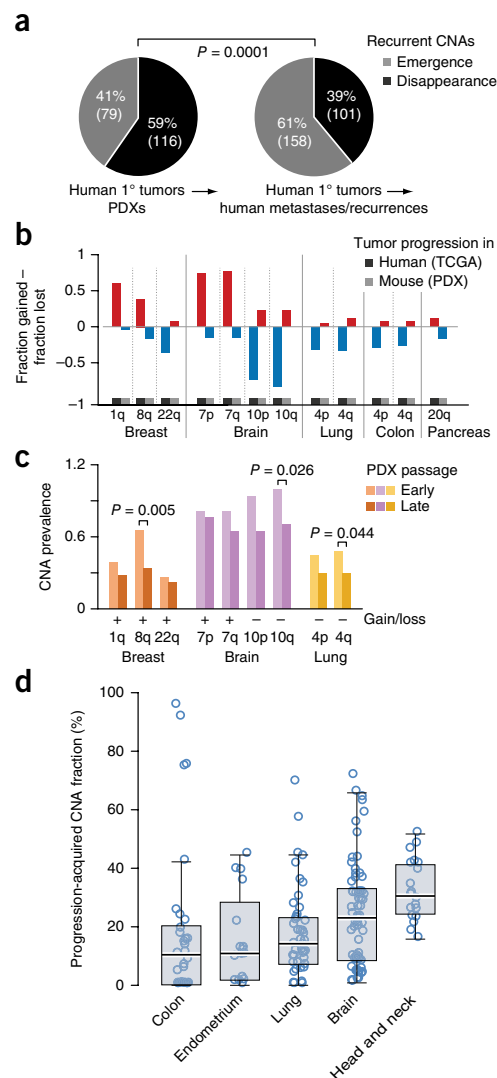 a
P = 0.0001
Recurrent CNAs
Emergence
Disappearance
41%
(79)
59%
(116)
39%
(101)
61%
(158)
Human 1° tumors
PDXs
Human 1° tumors
human metastases/recurrences
b
Tumor progression in
Human (TCGA)
Mouse (PDX)
Fraction gained –
fraction lost
1
0.5
0
–0.5
–1
1q 8q 22q 7p 7q 10p 10q 4p 4q 4p 4q 20q
Breast Brain Lung Colon Pancreas
c
PDX passage
Early
Late
CNA prevalence
1.2
0.6
0
P = 0.005
P = 0.026
P = 0.044
+ + + + + – – – – Gain/loss
1q 8q 22q 7p 7q 10p 10q 4p 4q
Breast Brain Lung
d
Progression-acquired CNA fraction (%)
100
80
60
40
20
0
Colon
Endometrium
Lung
Brain
Head and neck